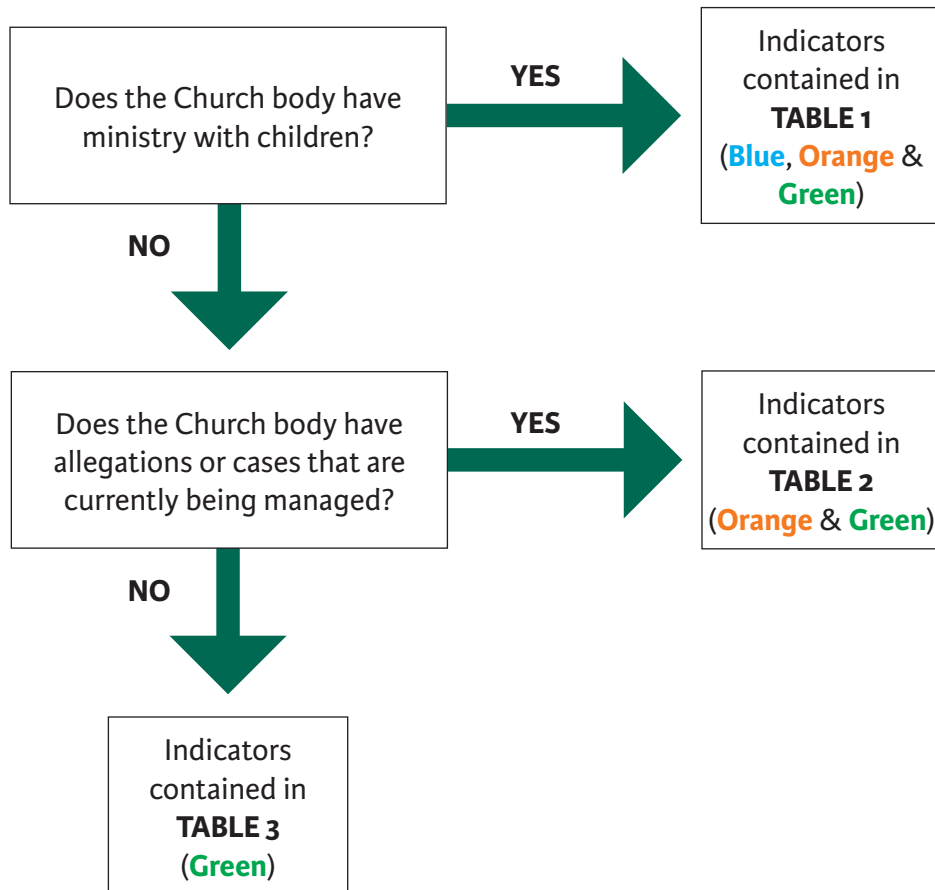 Does the Church body have
ministry with children?
YES
Indicators
contained in
TABLE 1
(Blue, Orange &
Green)
NO
Does the Church body have
allegations or cases that are
currently being managed?
YES
Indicators
contained in
TABLE 2
(Orange & Green)
NO
Indicators
contained in
TABLE 3
(Green)